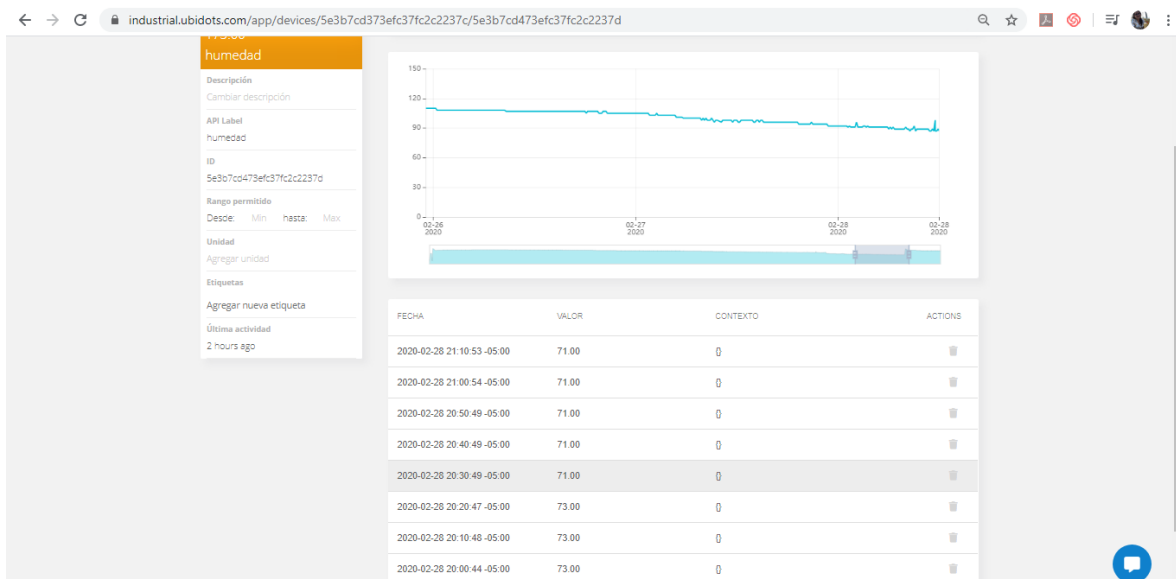 industrial.ubidots.com/app/devices/5e3b7cd373efc37fc2c2237c/5e3b7cd473efc37fc2c2237d
humedad
Descripción
Cambiar descripción
API Label
humedad
ID
5e3b7cd473efc37fc2c2237d
Rango permitido
Desde: Min hasta: Max
Unidad
Agregar unidad
Etiquetas
Agregar nueva etiqueta
Última actividad
2 hours ago
150
120
90
60
30
0
02-26 02-27 02-28 02-28
2020 2020 2020 2020
FECHA VALOR CONTEXTO ACTIONS
2020-02-28 21:10:53 -05:00 71.00 {}
2020-02-28 21:00:54 -05:00 71.00 {}
2020-02-28 20:50:49 -05:00 71.00 {}
2020-02-28 20:40:49 -05:00 71.00 {}
2020-02-28 20:30:49 -05:00 71.00 {}
2020-02-28 20:20:47 -05:00 73.00 {}
2020-02-28 20:10:48 -05:00 73.00 {}
2020-02-28 20:00:44 -05:00 73.00 {}